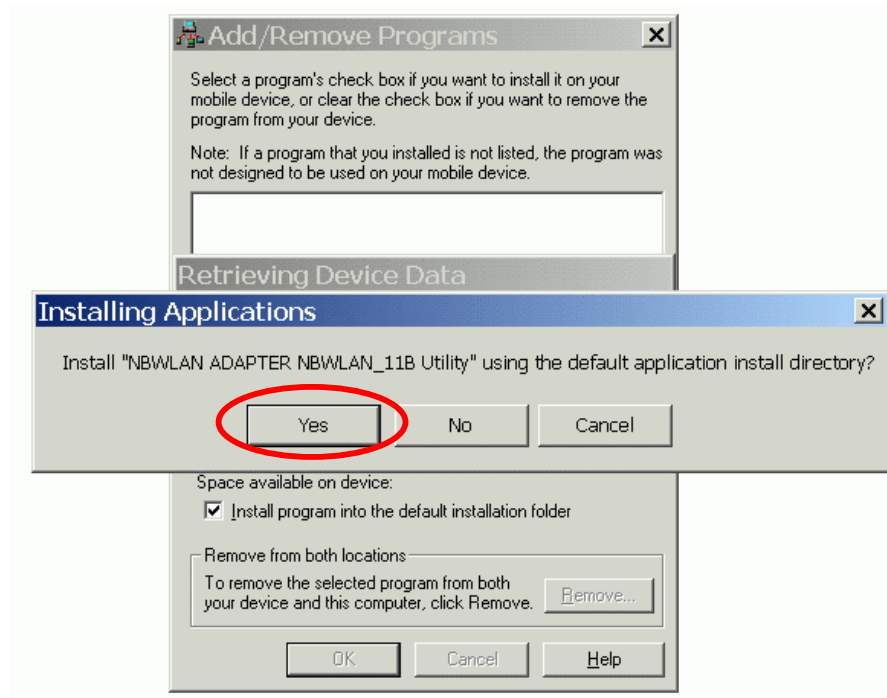 Add/Remove Programs
Select a program's check box if you want to install it on your
mobile device, or clear the check box if you want to remove the
program from your device.
Note: If a program that you installed is not listed, the program was
not designed to be used on your mobile device.
Retrieving Device Data
Installing Applications
Install "NBWLAN ADAPTER NBWLAN_11B Utility" using the default application install directory?
Yes No Cancel
Space available on device:
Install program into the default installation folder
Remove from both locations
To remove the selected program from both
your device and this computer, click Remove.
Remove...
OK Cancel Help